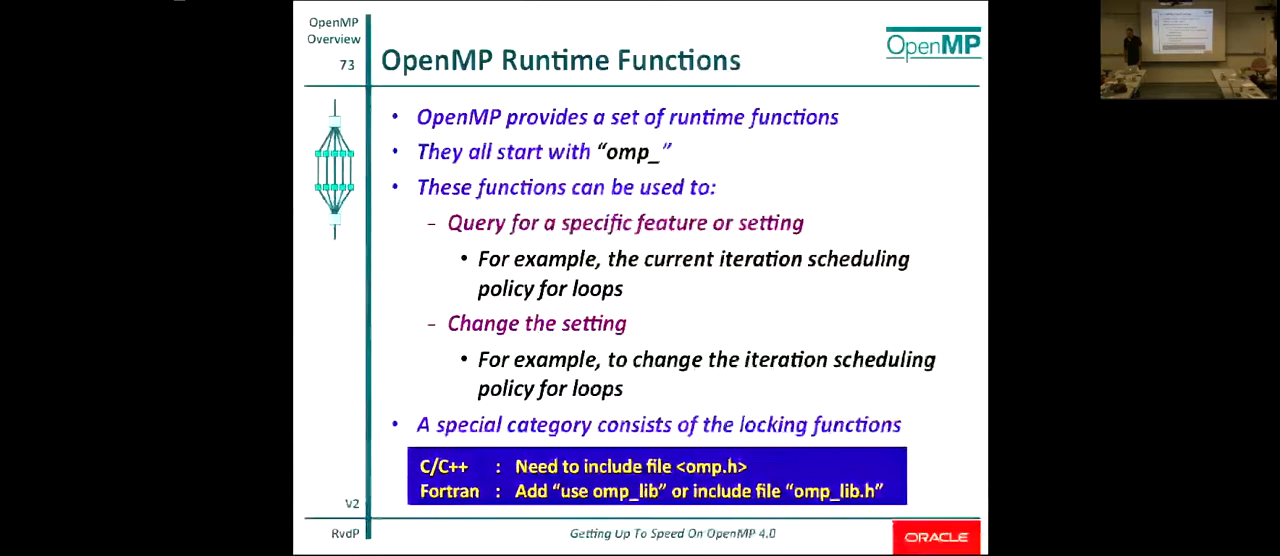 OpenMP
Overview
73
OpenMP Runtime Functions
OpenMP
• OpenMP provides a set of runtime functions
• They all start with “omp_”
• These functions can be used to:
– Query for a specific feature or setting
• For example, the current iteration scheduling
policy for loops
– Change the setting
• For example, to change the iteration scheduling
policy for loops
• A special category consists of the locking functions
C/C++ : Need to include file <omp.h>
Fortran : Add “use omp_lib” or include file “omp_lib.h”
V2
RvdP
Getting Up To Speed On OpenMP 4.0
ORACLE